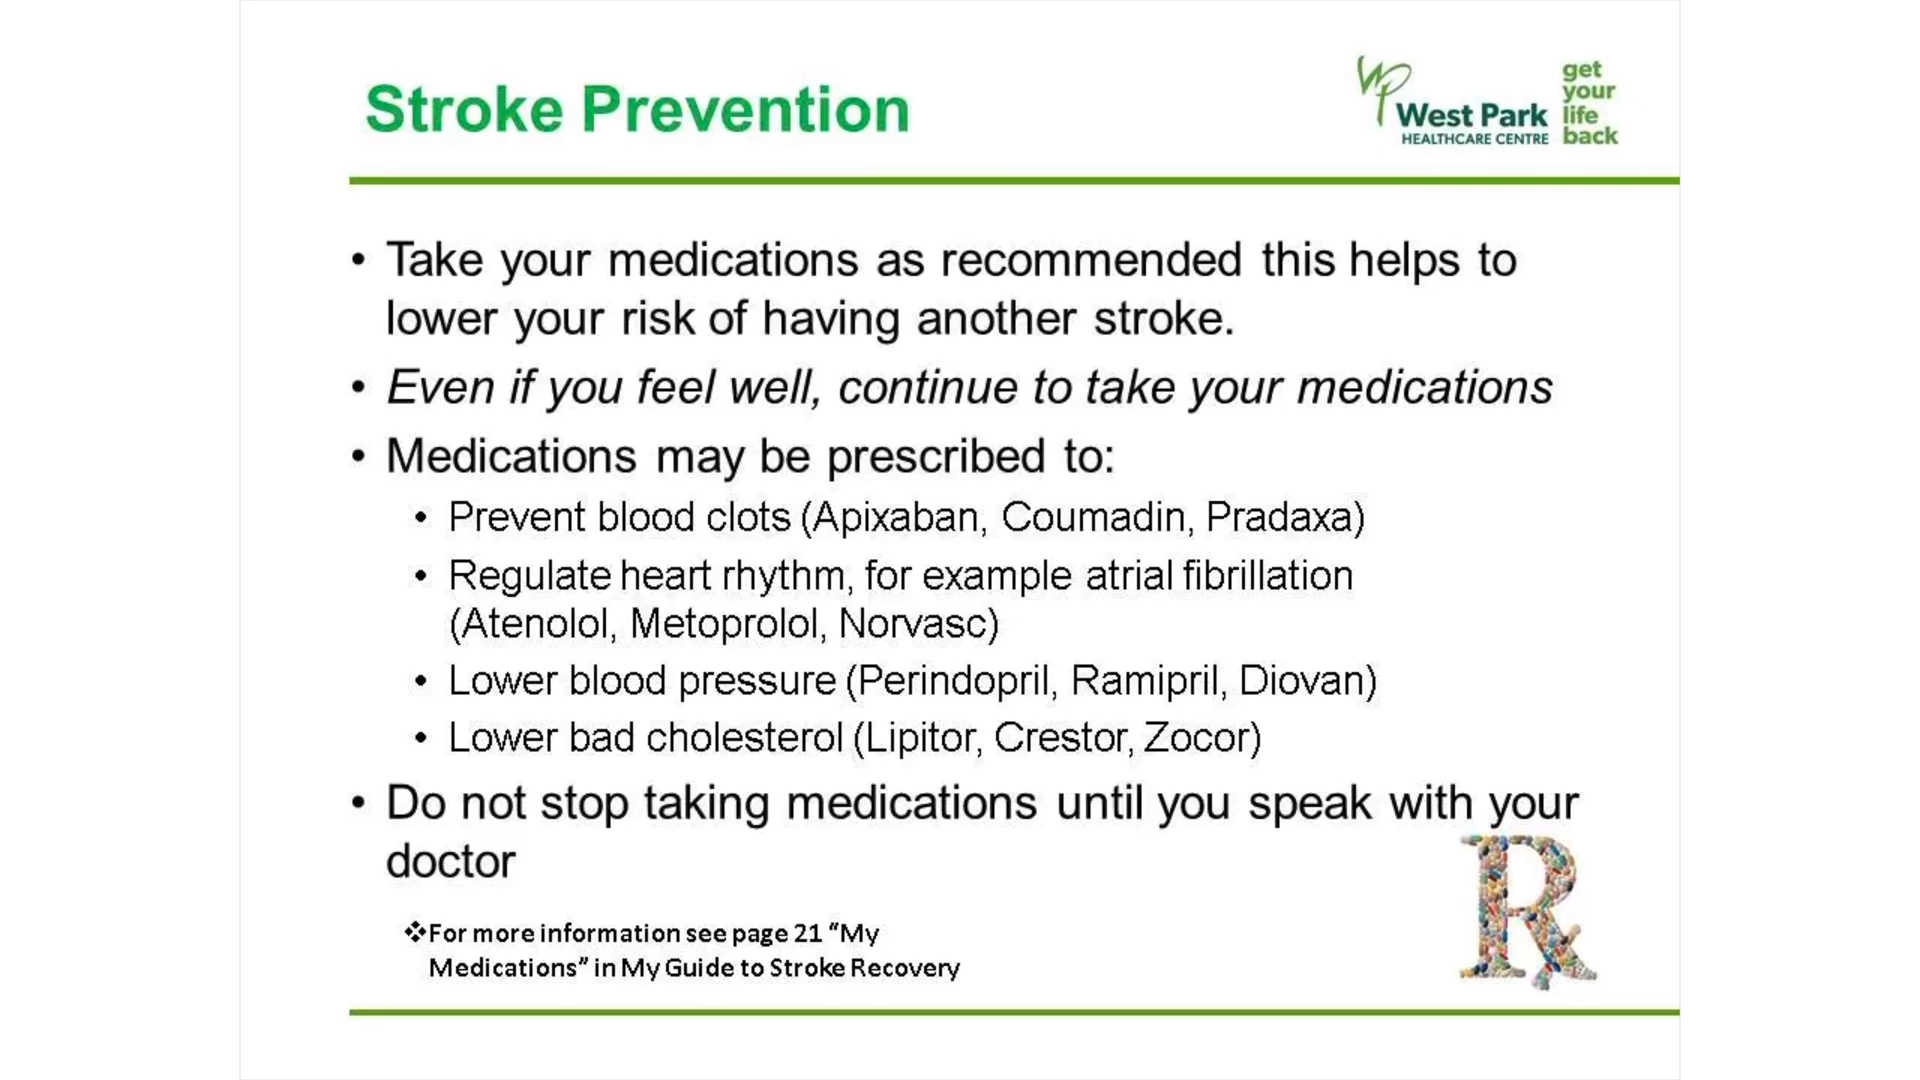 Stroke Prevention
West Park
HEALTHCARE CENTRE
get
your
life
back
• Take your medications as recommended this helps to
lower your risk of having another stroke.
• Even if you feel well, continue to take your medications
• Medications may be prescribed to:
• Prevent blood clots (Apixaban, Coumadin, Pradaxa)
• Regulate heart rhythm, for example atrial fibrillation
(Atenolol, Metoprolol, Norvasc)
• Lower blood pressure (Perindopril, Ramipril, Diovan)
• Lower bad cholesterol (Lipitor, Crestor, Zocor)
• Do not stop taking medications until you speak with your
doctor
❖For more information see page 21 “My
Medications” in My Guide to Stroke Recovery
℞